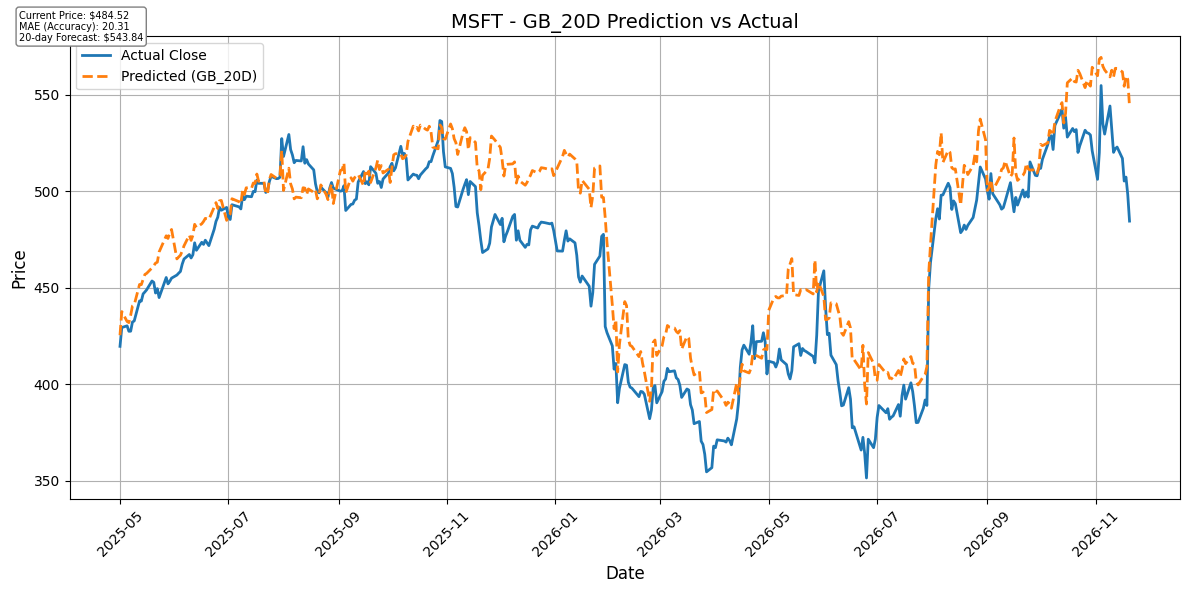 MSFT - GB_20D Prediction vs Actual
Current Price: $484.52
MAE (Accuracy): 20.31
20-day Forecast: $543.84
Actual Close
Predicted (GB_20D)
Price
550
500
450
400
350
2025-05
2025-07
2025-09
2025-11
2026-01
2026-03
2026-05
2026-07
2026-09
2026-11
Date